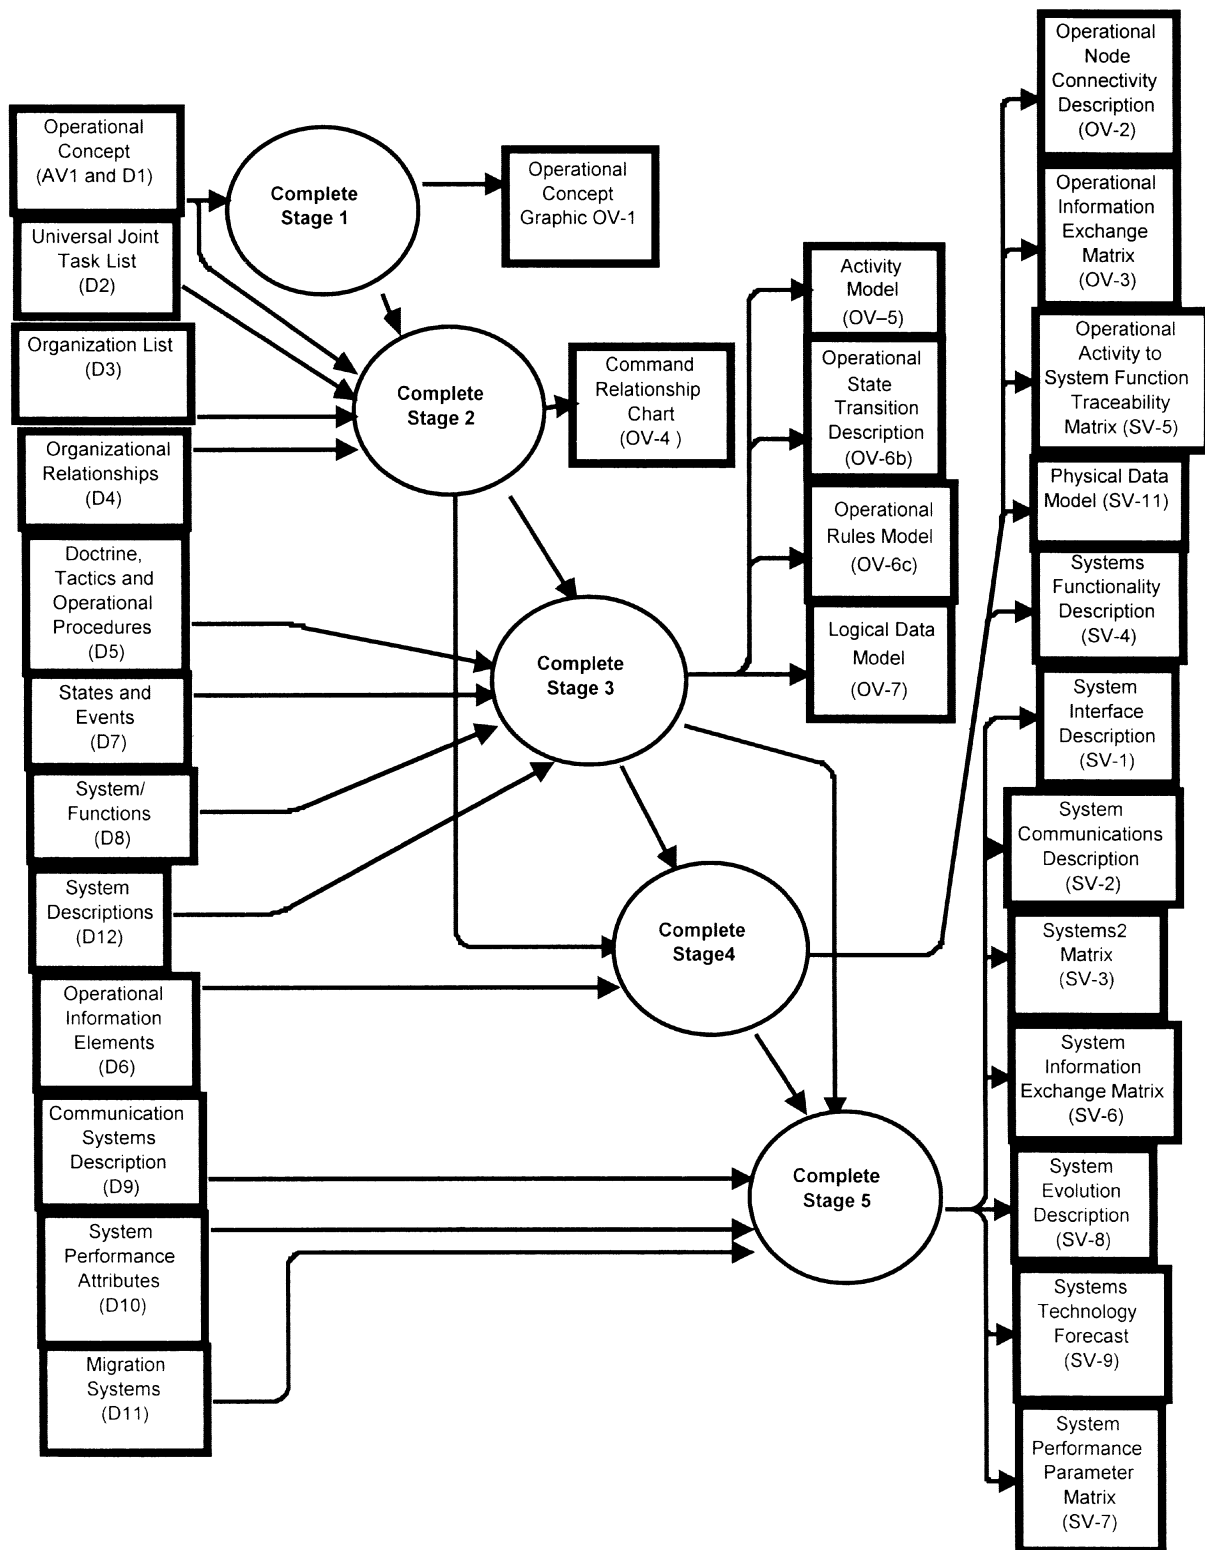 Operational
Concept
(AV1 and D1)
Universal Joint
Task List
(D2)
Organization List
(D3)
Organizational
Relationships
(D4)
Doctrine,
Tactics and
Operational
Procedures
(D5)
States and
Events
(D7)
System/
Functions
(D8)
System
Descriptions
(D12)
Operational
Information
Elements
(D6)
Communication
Systems
Description
(D9)
System
Performance
Attributes
(D10)
Migration
Systems
(D11)
Complete
Stage 1
Complete
Stage 2
Complete
Stage 3
Complete
Stage4
Complete
Stage 5
Operational
Concept
Graphic OV-1
Command
Relationship
Chart
(OV-4 )
Activity
Model
(OV–5)
Operational
State
Transition
Description
(OV-6b)
Operational
Rules Model
(OV-6c)
Logical Data
Model
(OV-7)
Operational
Node
Connectivity
Description
(OV-2)
Operational
Information
Exchange
Matrix
(OV-3)
Operational
Activity to
System Function
Traceability
Matrix (SV-5)
Physical Data
Model (SV-11)
Systems
Functionality
Description
(SV-4)
System
Interface
Description
(SV-1)
System
Communications
Description
(SV-2)
Systems2
Matrix
(SV-3)
System
Information
Exchange Matrix
(SV-6)
System
Evolution
Description
(SV-8)
Systems
Technology
Forecast
(SV-9)
System
Performance
Parameter
Matrix
(SV-7)